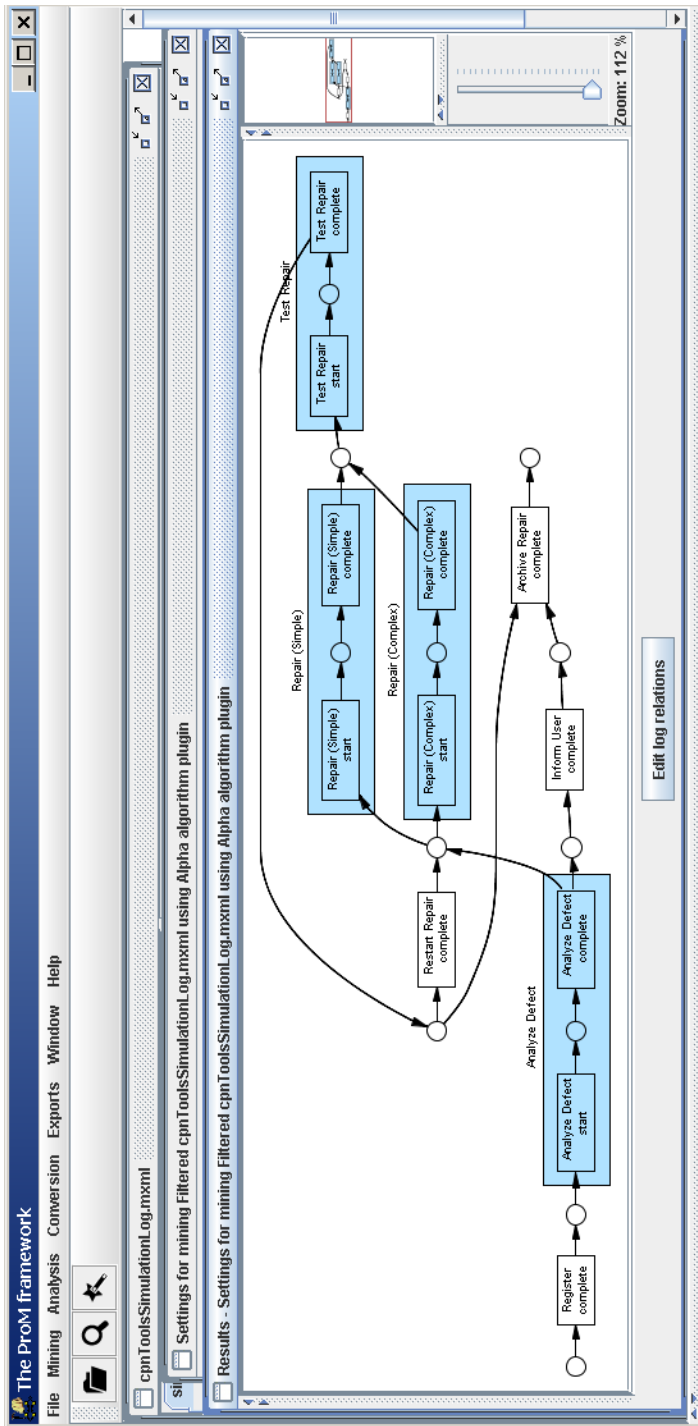 The ProM framework
File Mining Analysis Conversion Exports Window Help
cpnToolsSimulationLog.mxml
Settings for mining Filtered cpnToolsSimulationLog.mxml using Alpha algorithm plugin
Results - Settings for mining Filtered cpnToolsSimulationLog.mxml using Alpha algorithm plugin
Test Repair
Test Repair
start
Test Repair
complete
Repair (Simple)
Repair (Simple)
start
Repair (Simple)
complete
Repair (Complex)
Repair (Complex)
start
Repair (Complex)
complete
Restart Repair
complete
Archive Repair
complete
Analyze Defect
Register
complete
Analyze Defect
start
Analyze Defect
complete
Inform User
complete
Zoom: 112 %
Edit log relations